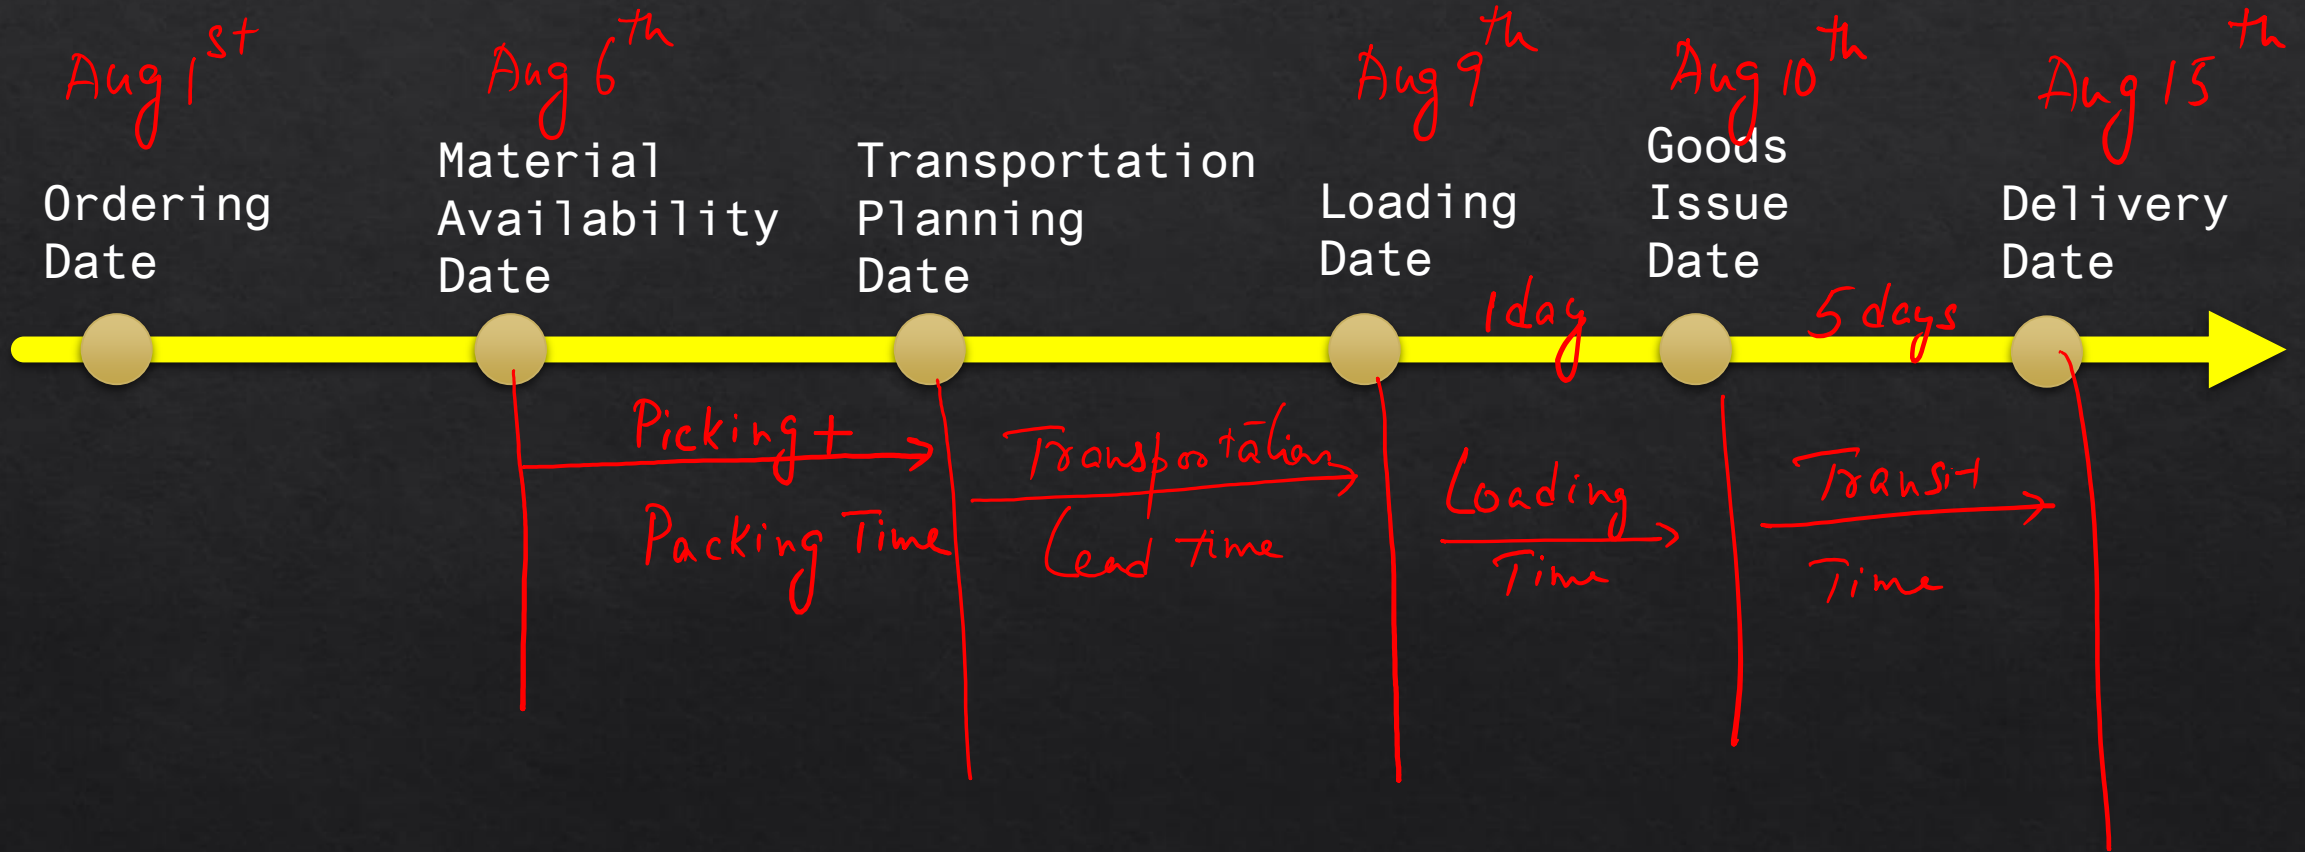 Aug 1st
Aug 6th
Aug 9th
Aug 10th
Aug 15th
Ordering
Date
Material
Availability
Date
Transportation
Planning
Date
Loading
Date
Goods
Issue
Date
Delivery
Date
1 day
5 days
Picking +
Packing Time
Transportation
Lead time
Loading
Time
Transit
Time